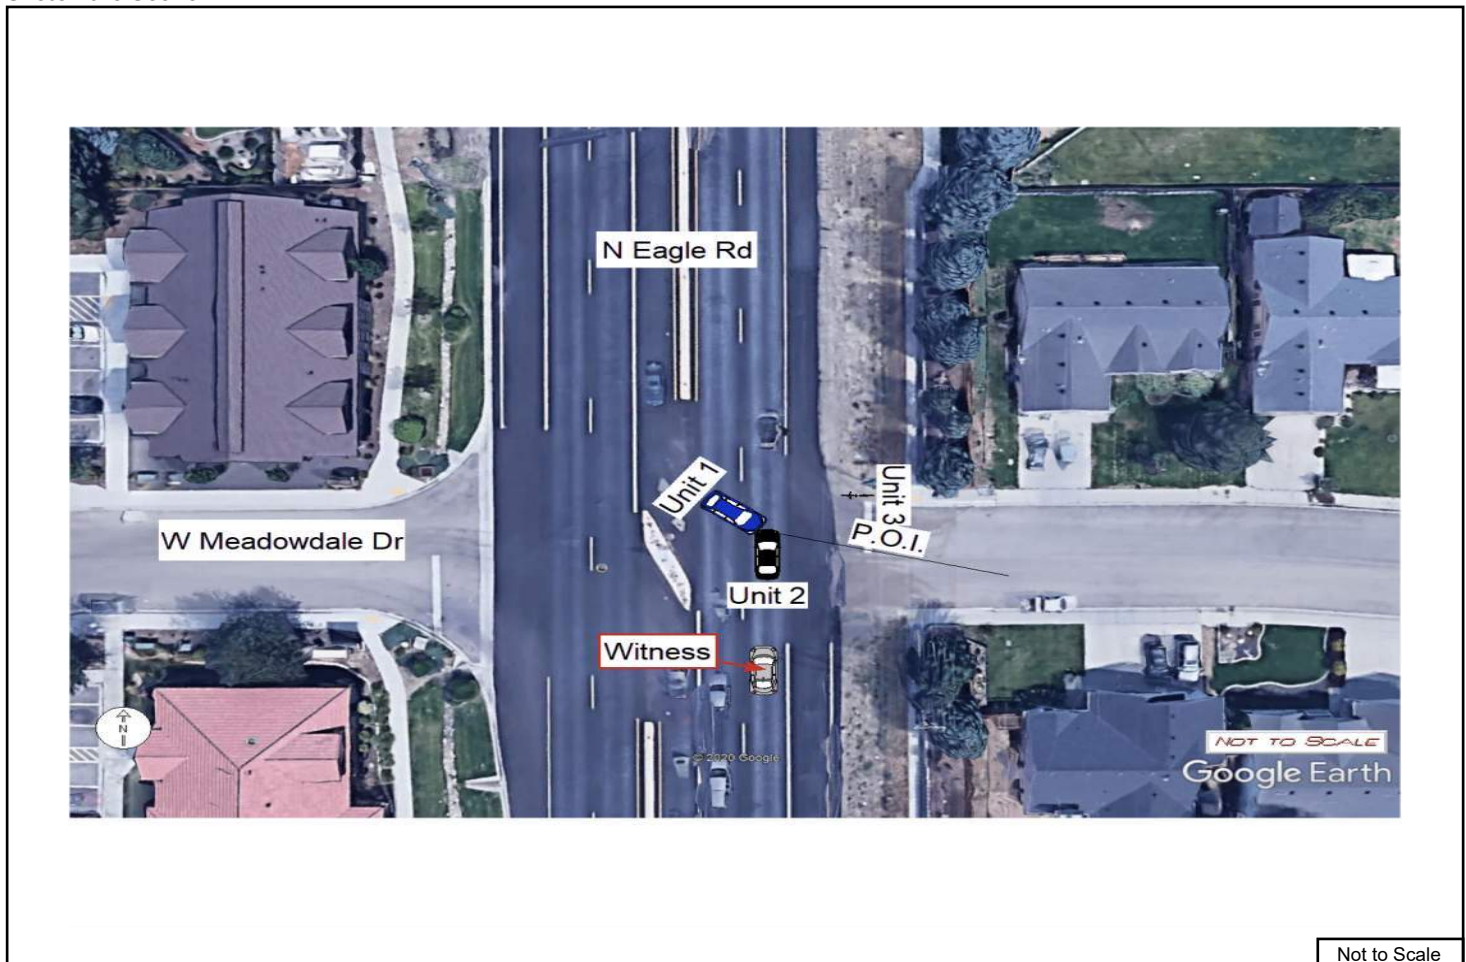 N Eagle Rd
Unit 1
Unit 3
P.O.I.
W Meadowdale Dr
Unit 2
Witness
N
NOT TO SCALE
© 2020 Google
Google Earth
Not to Scale